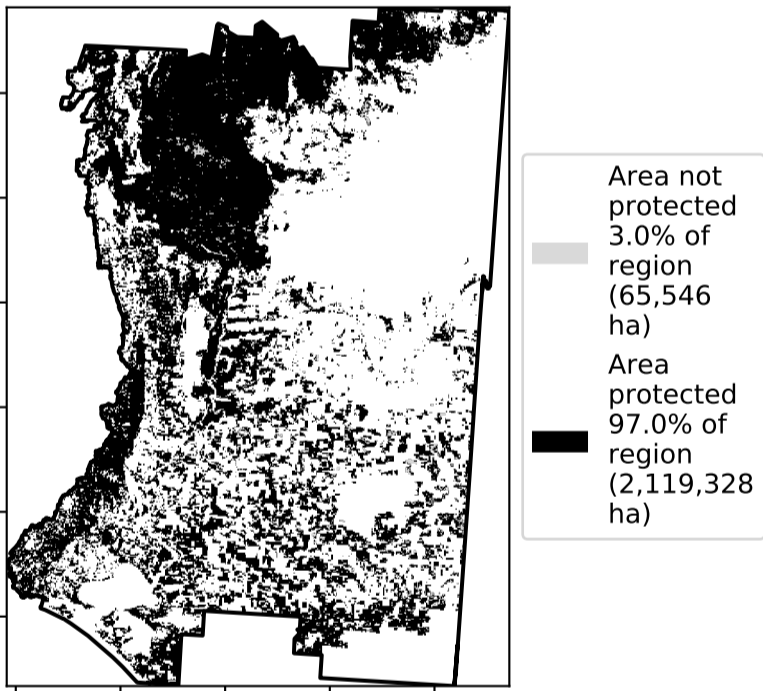 Area not
protected
3.0% of
region
(65,546
ha)
Area
protected
97.0% of
region
(2,119,328
ha)